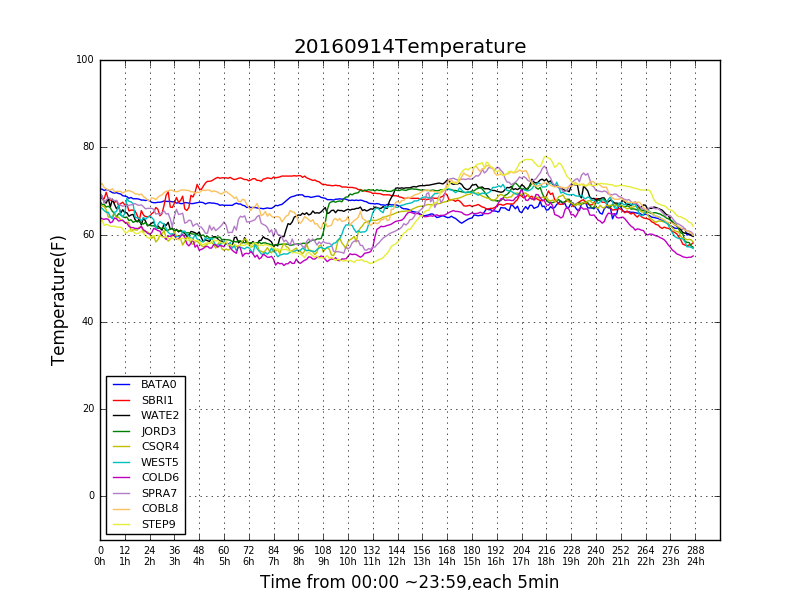 20160914Temperature
100
80
60
40
20
0
Temperature(F)
BATA0
SBRI1
WATE2
JORD3
CSQR4
WEST5
COLD6
SPRA7
COBL8
STEP9
0 12 24 36 48 60 72 84 96 108 120 132 144 156 168 180 192 204 216 228 240 252 264 276 288
0h 1h 2h 3h 4h 5h 6h 7h 8h 9h 10h 11h 12h 13h 14h 15h 16h 17h 18h 19h 20h 21h 22h 23h 24h
Time from 00:00 ~23:59,each 5min